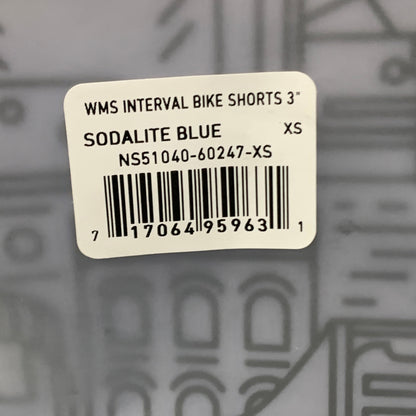 WMS INTERVAL BIKE SHORTS 3"
SODALITE BLUE XS
NS51040-60247-XS
7 17064 95963 1